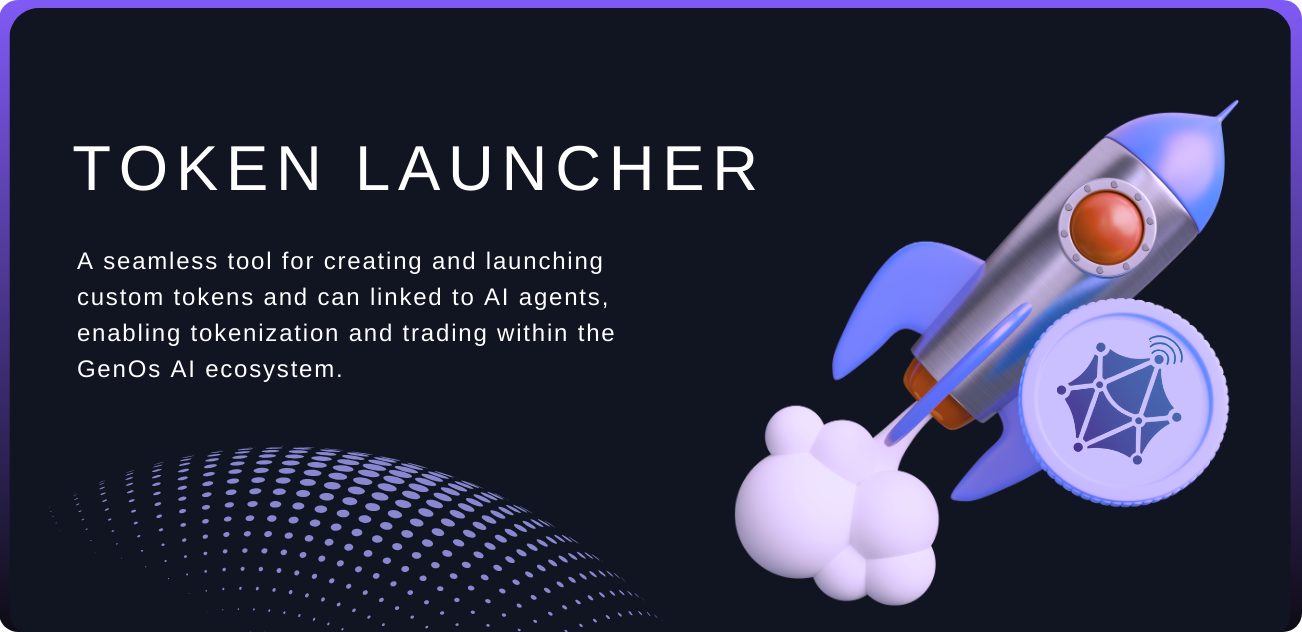 TOKEN LAUNCHER
A seamless tool for creating and launching
custom tokens and can linked to AI agents,
enabling tokenization and trading within the
GenOs AI ecosystem.